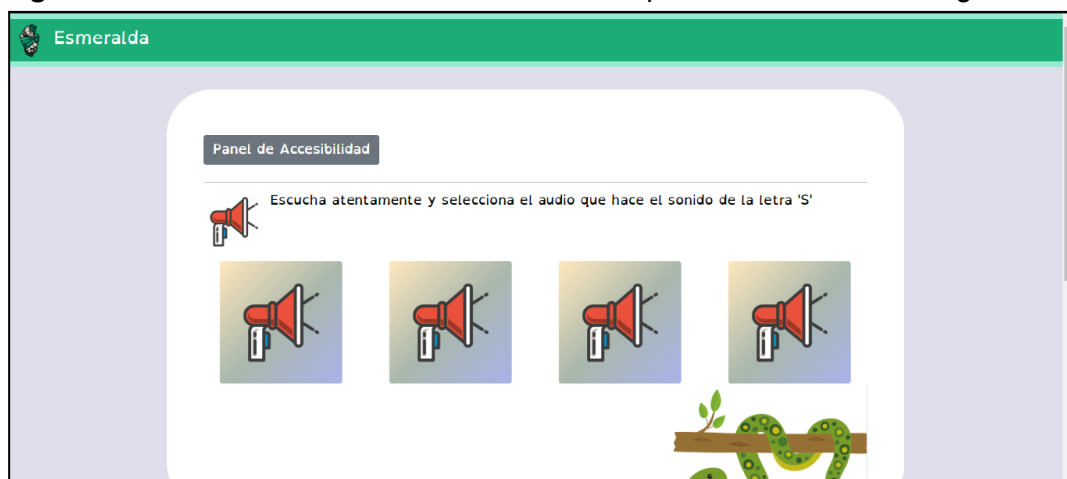 Esmeralda
Panel de Accesibilidad
Escucha atentamente y selecciona el audio que hace el sonido de la letra 'S'